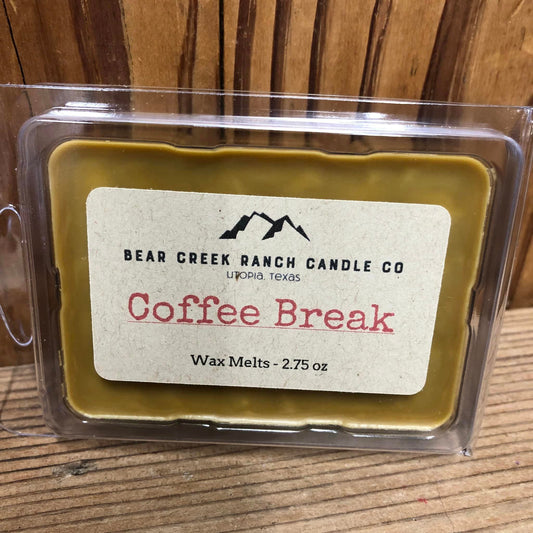 BEAR CREEK RANCH CANDLE CO
UTOPIA, TEXAS
Coffee Break
Wax Melts - 2.75 oz